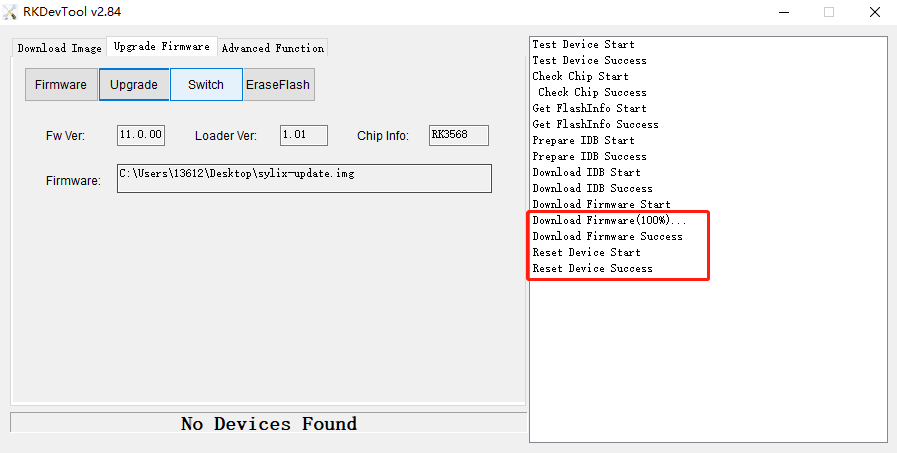 RKDevTool v2.84
Download Image Upgrade Firmware Advanced Function
Firmware Upgrade Switch EraseFlash
Fw Ver: 11.0.00 Loader Ver: 1.01 Chip Info: RK3568
Firmware: C:\Users\13612\Desktop\sylix-update.img
No Devices Found
Test Device Start
Test Device Success
Check Chip Start
Check Chip Success
Get FlashInfo Start
Get FlashInfo Success
Prepare IDB Start
Prepare IDB Success
Download IDB Start
Download IDB Success
Download Firmware Start
Download Firmware(100%)...
Download Firmware Success
Reset Device Start
Reset Device Success